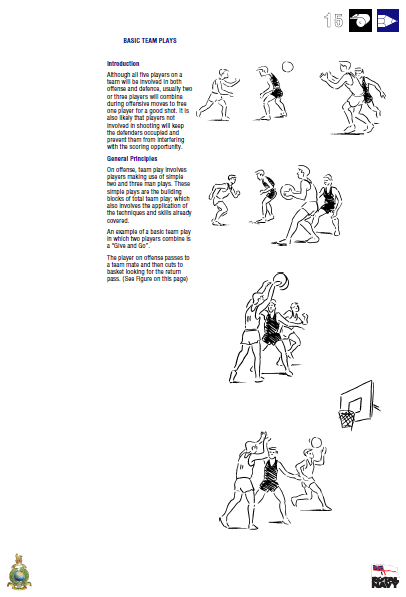 15
BASIC TEAM PLAYS
Introduction
Although all five players on a
team will be involved in both
offense and defence, usually two
or three players will combine
during offensive moves to free
one player for a good shot. It is
also likely that players not
involved in shooting will keep
the defenders occupied and
prevent them from interfering
with the scoring opportunity.
General Principles
On offense, team play involves
players making use of simple
two and three man plays. These
simple plays are the building
blocks of total team play; which
also involves the application of
the techniques and skills already
covered.
An example of a basic team play
in which two players combine is
a "Give and Go".
The player on offense passes to
a team mate and then cuts to
basket looking for the return
pass. (See Figure on this page)
ROYAL
NAVY